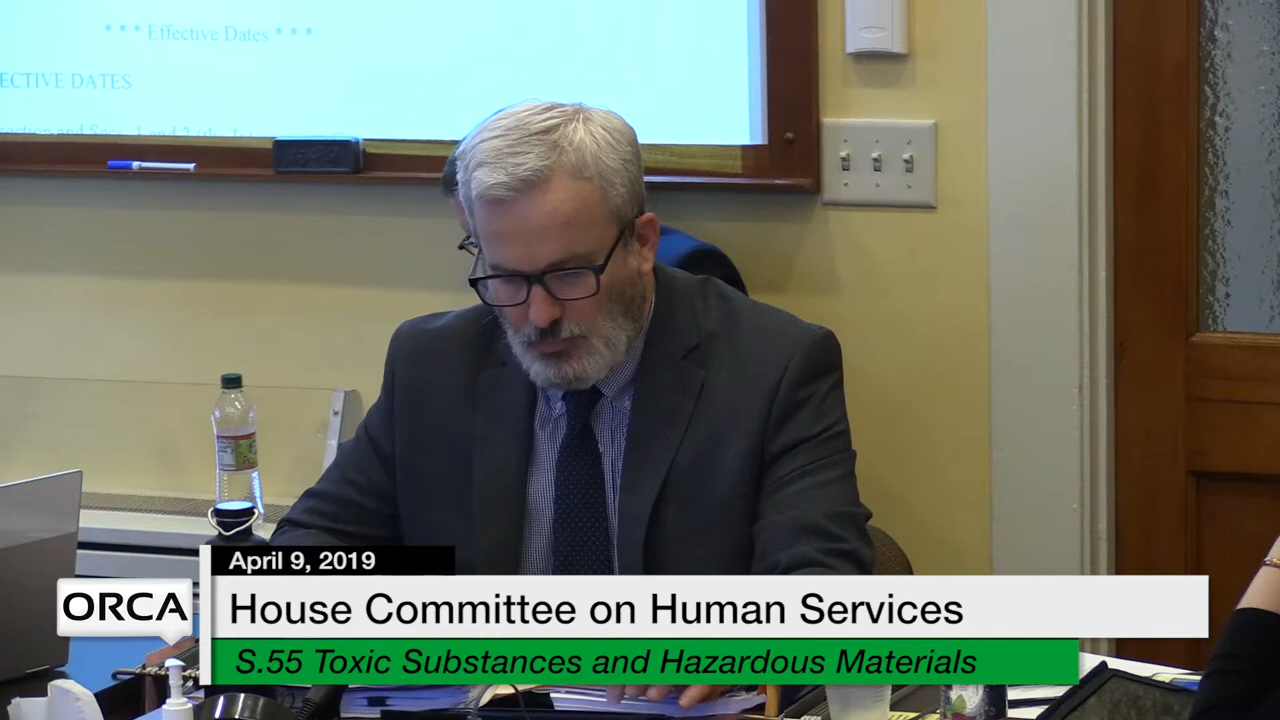 * * * Effective Dates * * *
ECTIVE DATES
April 9, 2019
ORCA
House Committee on Human Services
S.55 Toxic Substances and Hazardous Materials